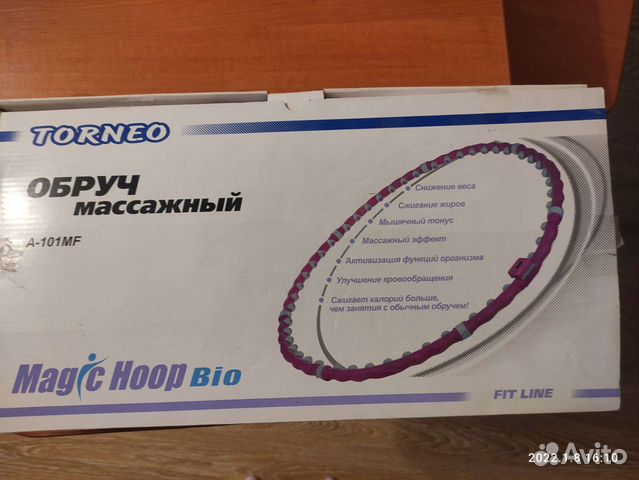 TORNEO
ОБРУЧ
массажный
A-101MF
Снижение веса
Сжигание жиров
Мышечный тонус
Массажный эффект
Активизация функций организма
Улучшение кровообращения
Сжигает калорий больше,
чем занятия с обычным обручем!
Magic Hoop Bio
FIT LINE
Avito
2022.1.8 16:10